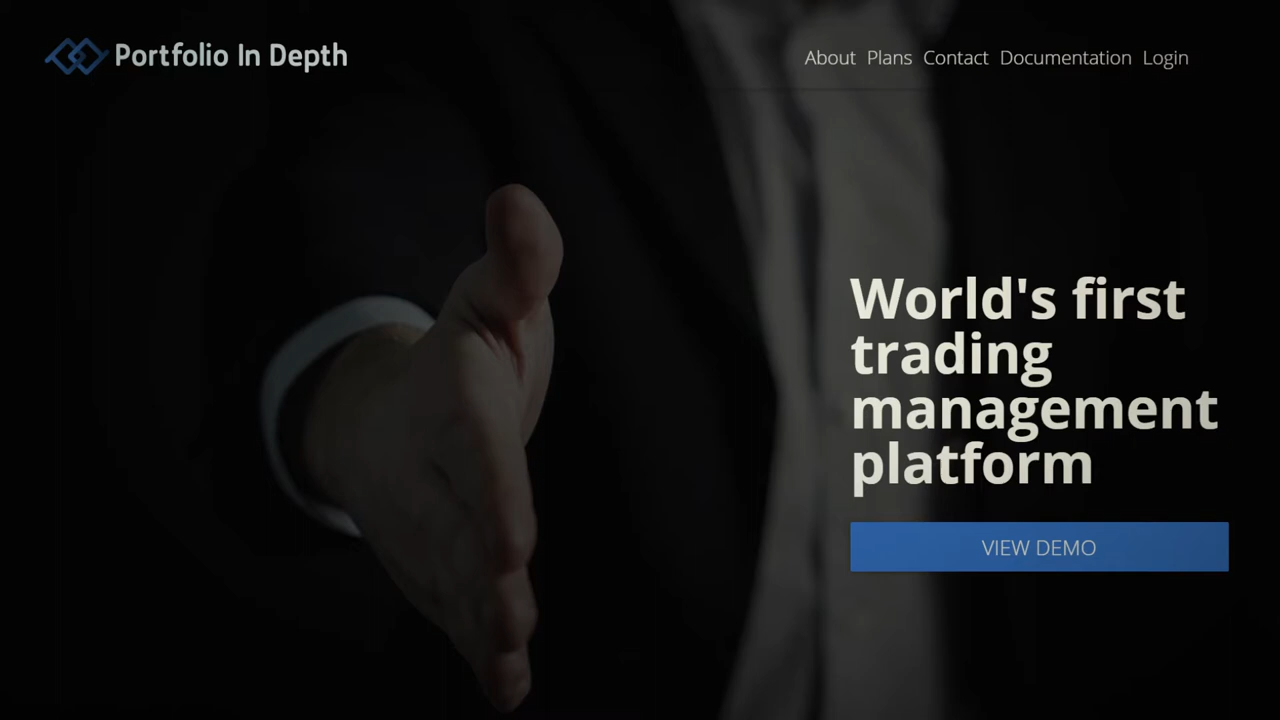 Portfolio In Depth
About Plans Contact Documentation Login
World's first
trading
management
platform
VIEW DEMO